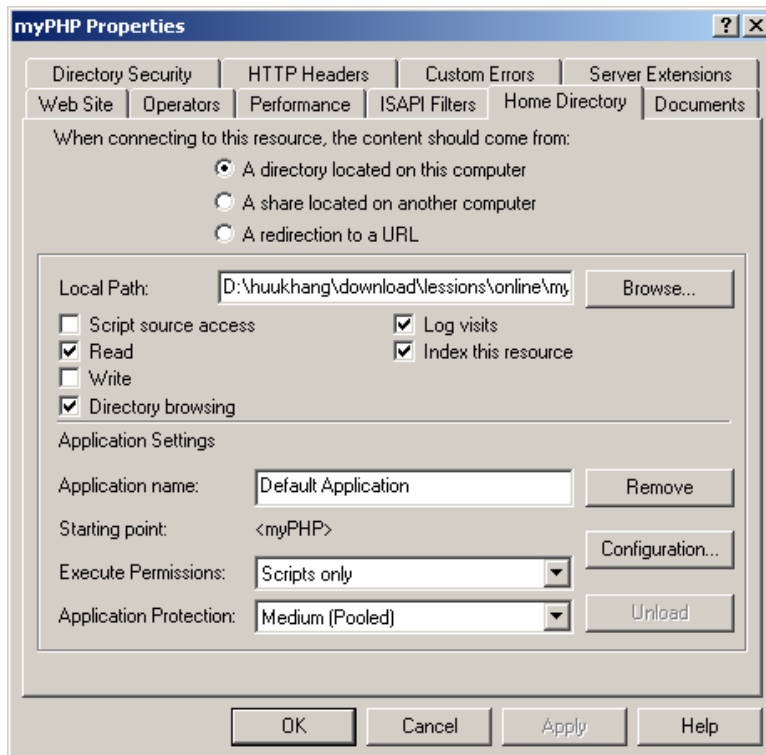 myPHP Properties
Directory Security HTTP Headers Custom Errors Server Extensions
Web Site Operators Performance ISAPI Filters Home Directory Documents
When connecting to this resource, the content should come from:
A directory located on this computer
A share located on another computer
A redirection to a URL
Local Path: D:\huukhang\download\lessions\online\my Browse...
Script source access Log visits
Read Index this resource
Write
Directory browsing
Application Settings
Application name: Default Application Remove
Starting point: <myPHP>
Configuration...
Execute Permissions: Scripts only
Application Protection: Medium (Pooled) Unload
OK Cancel Apply Help